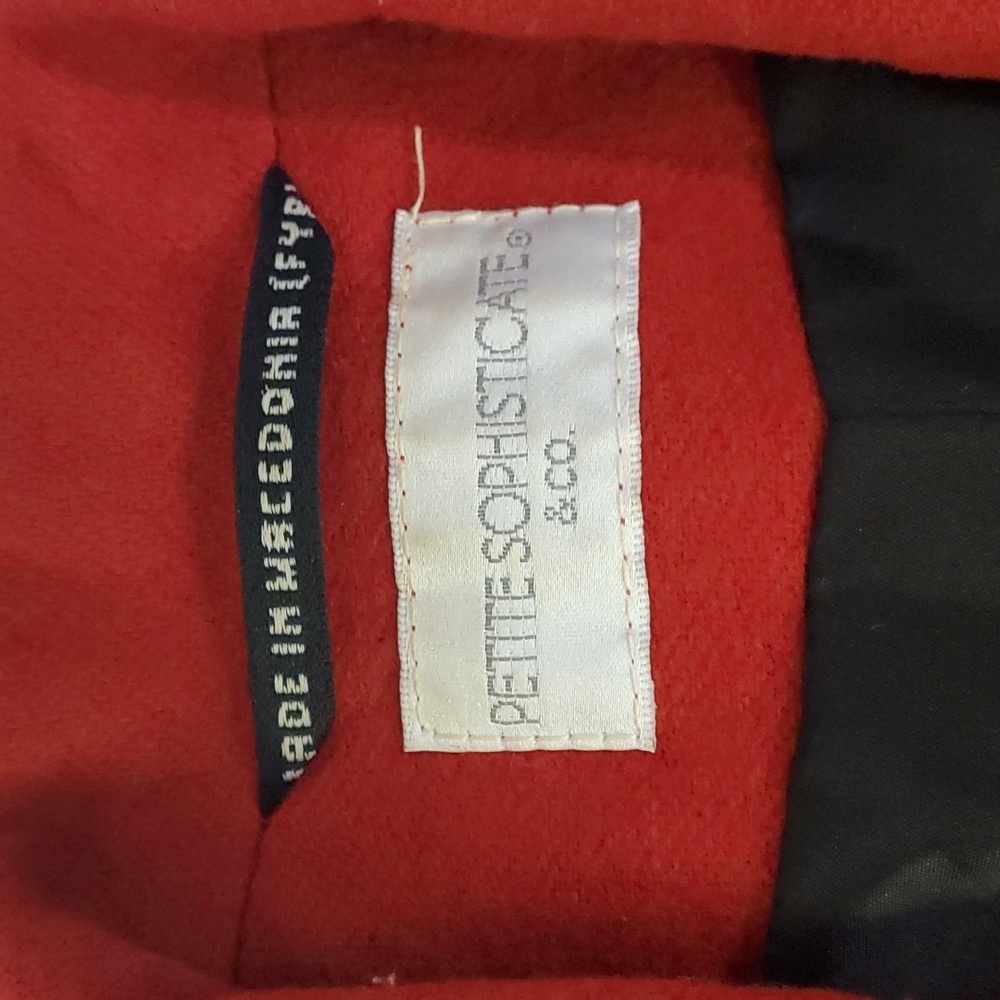 MADE IN MACEDONIA (FYR
PETITE SOPHISTICATE®
& CO.